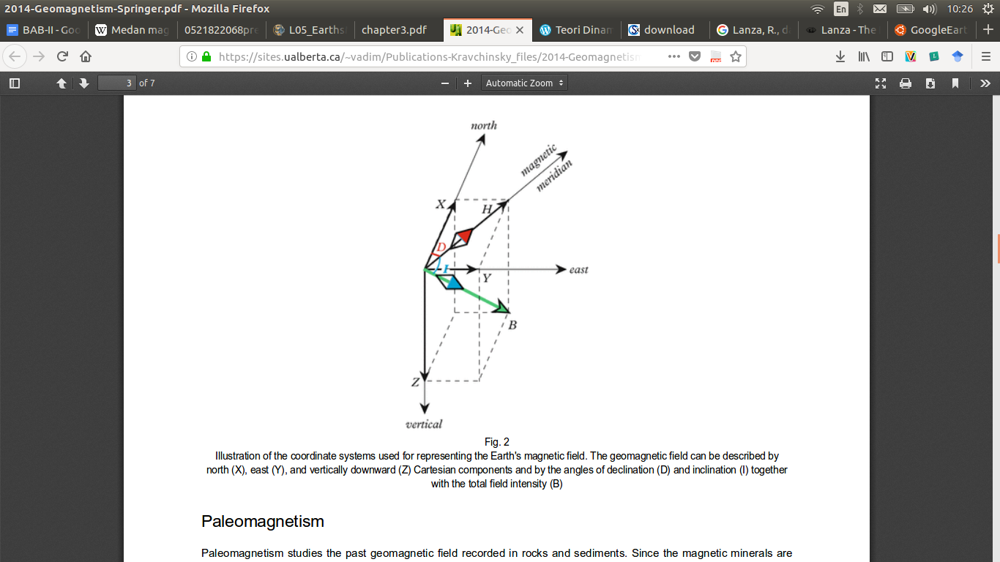 2014-Geomagnetism-Springer.pdf - Mozilla Firefox
En
10:26
BAB-II - Goo
Medan mag
0521822068pre
L05_Earths
chapter3.pdf
2014-Geo
Teori Dinam
download
Lanza, R., d
Lanza - The
GoogleEart
https://sites.ualberta.ca/~vadim/Publications-Kravchinsky_files/2014-Geomagnetism
3 of 7
Automatic Zoom
north
magnetic
meridian
X
H
D
I
Y
east
B
Z
vertical
Fig. 2
Illustration of the coordinate systems used for representing the Earth's magnetic field. The geomagnetic field can be described by
north (X), east (Y), and vertically downward (Z) Cartesian components and by the angles of declination (D) and inclination (I) together
with the total field intensity (B)
Paleomagnetism
Paleomagnetism studies the past geomagnetic field recorded in rocks and sediments. Since the magnetic minerals are